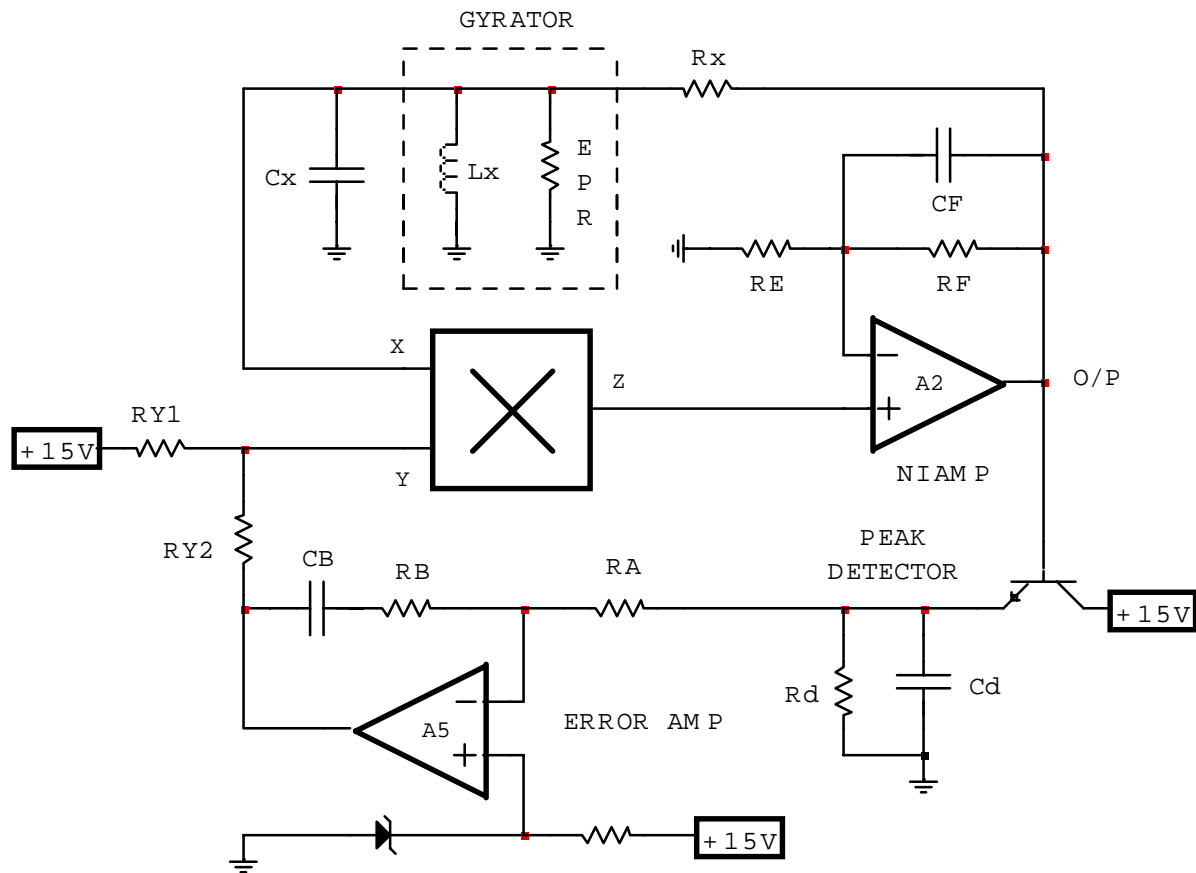 GYRATOR
Rx
Cx
Lx
E
P
R
CF
RE
RF
X
Z
A2
O/P
RY1
+15V
Y
NIAMP
RY2
CB
RB
RA
PEAK
DETECTOR
+15V
Rd
Cd
A5
ERROR AMP
+15V